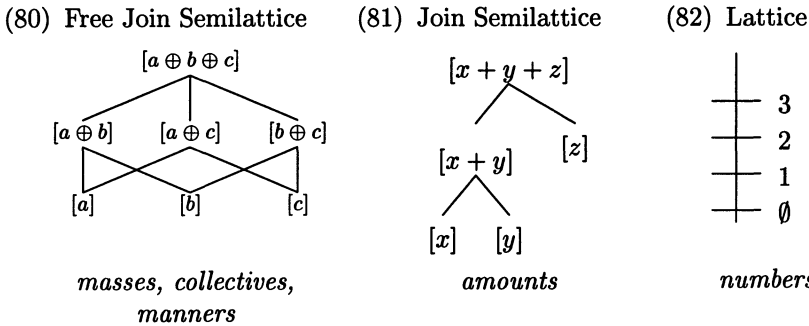 (80) Free Join Semilattice
[a ⊕ b ⊕ c]
[a ⊕ b] [a ⊕ c] [b ⊕ c]
[a] [b] [c]
masses, collectives,
manners
(81) Join Semilattice
[x + y + z]
[x + y] [z]
[x] [y]
amounts
(82) Lattice
3
2
1
∅
numbers